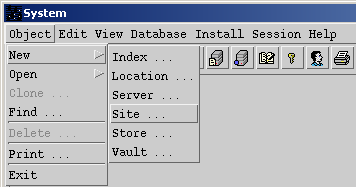 System
Object Edit View Database Install Session Help
New
Open
Clone ...
Find ...
Delete ...
Print ...
Exit
Index ...
Location ...
Server ...
Site ...
Store ...
Vault ...